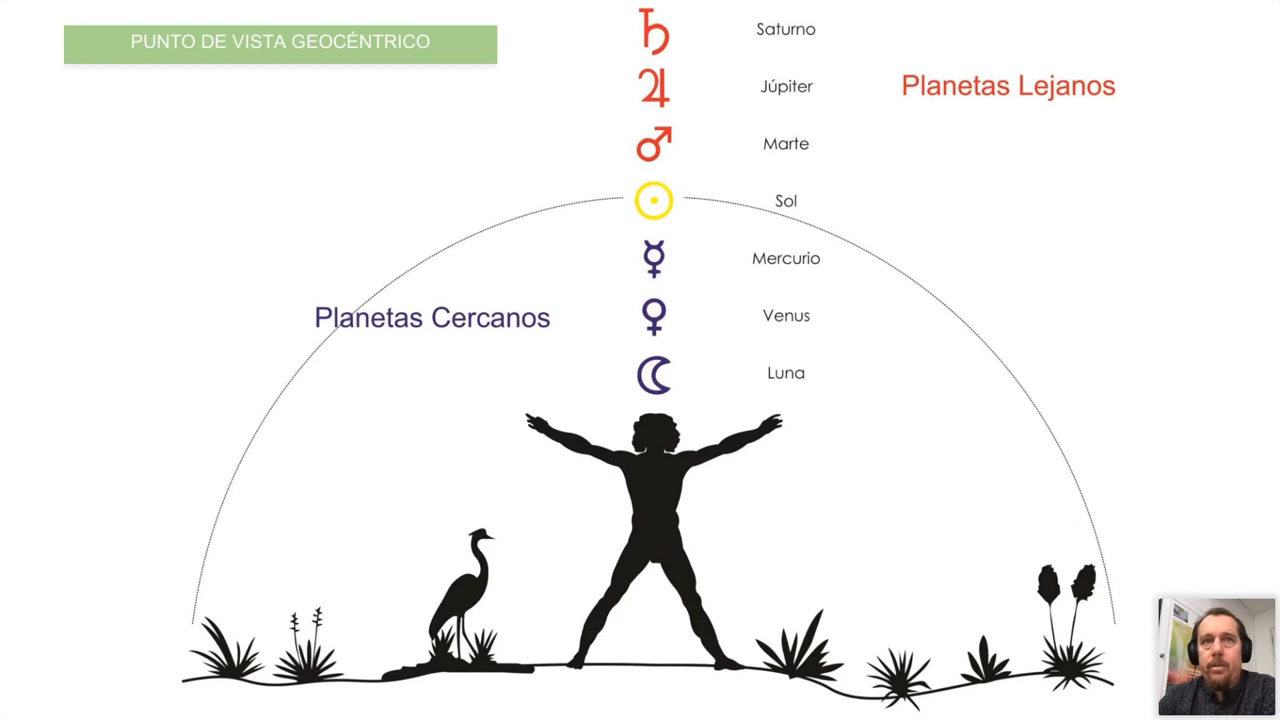 PUNTO DE VISTA GEOCÉNTRICO
Saturno
Júpiter
Planetas Lejanos
Marte
Sol
Mercurio
Planetas Cercanos
Venus
Luna